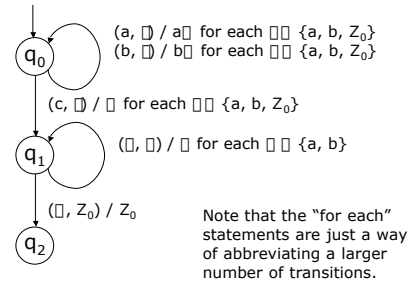 (a, ▯) / a▯ for each ▯▯ {a, b, Z₀}
(b, ▯) / b▯ for each ▯▯ {a, b, Z₀}
q₀
(c, ▯) / ▯ for each ▯▯ {a, b, Z₀}
q₁
(▯, ▯) / ▯ for each ▯▯ {a, b}
(▯, Z₀) / Z₀
q₂
Note that the “for each”
statements are just a way
of abbreviating a larger
number of transitions.